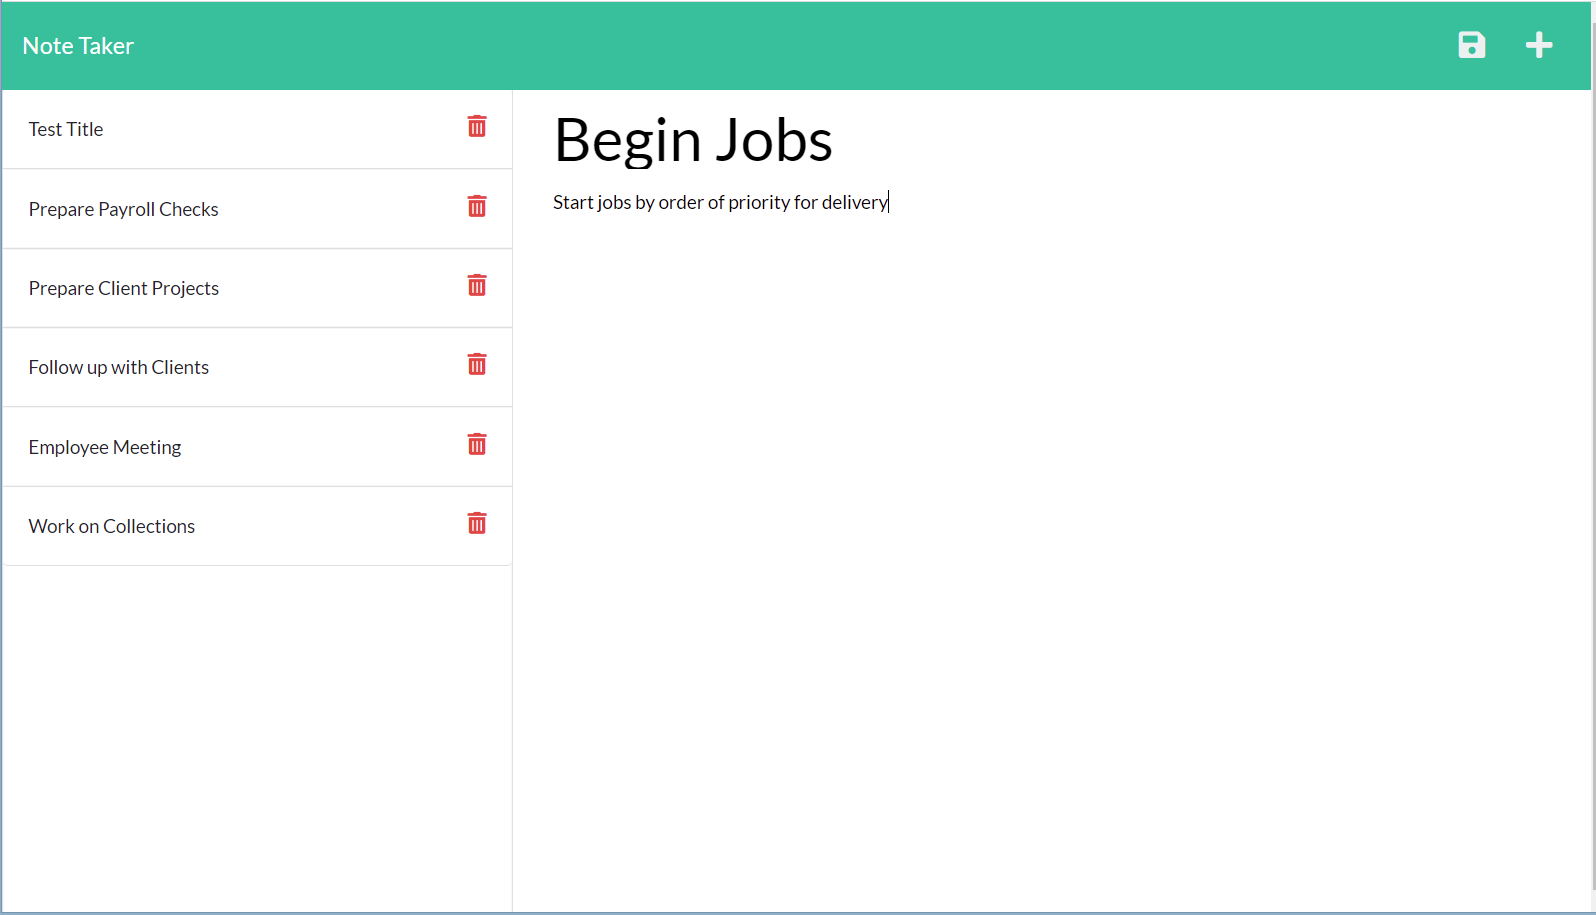 Note Taker
Test Title
Prepare Payroll Checks
Prepare Client Projects
Follow up with Clients
Employee Meeting
Work on Collections
Begin Jobs
Start jobs by order of priority for delivery